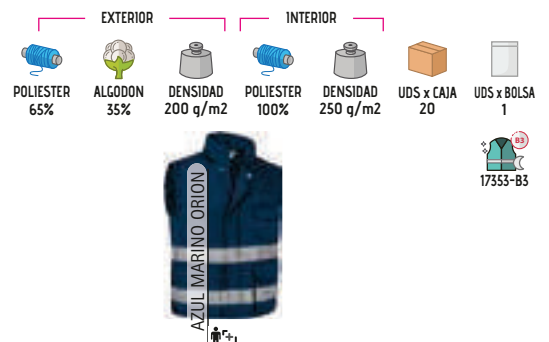 EXTERIOR INTERIOR
POLIESTER ALGODON DENSIDAD POLIESTER DENSIDAD UDS x CAJA UDS x BOLSA
65% 35% 200 g/m2 100% 250 g/m2 20 1
B3
17353-B3
AZUL MARINO ORION